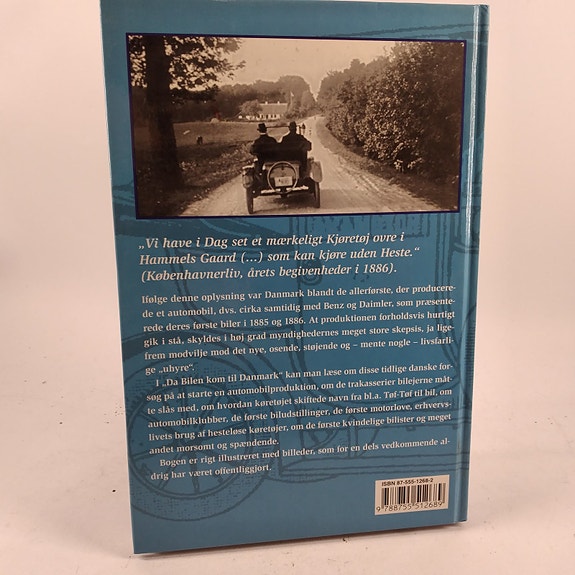 „Vi have i Dag set et mærkeligt Kjøretøj ovre i
Hammels Gaard (...) som kan kjøre uden Heste.“
(Københavnerliv, årets begivenheder i 1886).
Ifølge denne oplysning var Danmark blandt de allerførste, der producere-
de et automobil, dvs. cirka samtidig med Benz og Daimler, som præsente-
rede deres første biler i 1885 og 1886. At produktionen forholdsvis hurtigt
gik i stå, skyldes i høj grad myndighedernes meget store skepsis, ja lige-
frem modvilje mod det nye, osende, støjende og – mente nogle – livsfarli-
ge „uhyre“.
I „Da Bilen kom til Danmark“ kan man læse om disse tidlige danske for-
søg på at starte en automobilproduktion, om de trakasserier bilejerne måt-
te slås med, om hvordan køretøjet skiftede navn fra bl.a. Tøf-Tøf til bil, om
automobilklubber, de første biludstillinger, de første motorlove, erhvervs-
livets brug af hesteløse køretøjer, om de første kvindelige bilister og meget
andet morsomt og spændende.
Bogen er rigt illustreret med billeder, som for en dels vedkommende al-
drig har været offentliggjort.
ISBN 87-555-1268-2
9 788755 512689